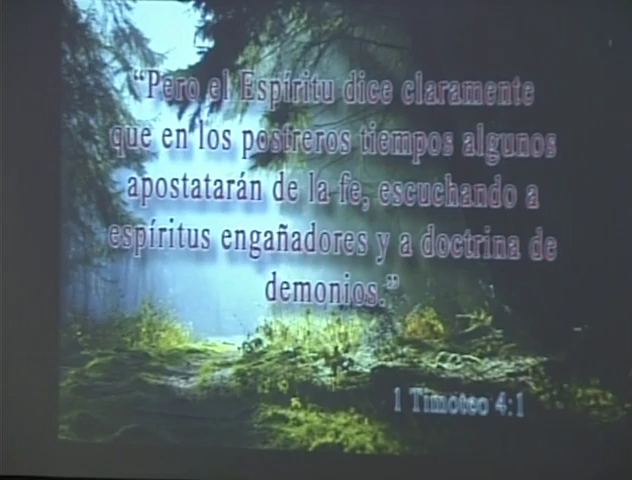 “Pero el Espíritu dice claramente
que en los postreros tiempos algunos
apostatarán de la fe, escuchando a
espíritus engañadores y a doctrina de
demonios.”
1 Timoteo 4:1